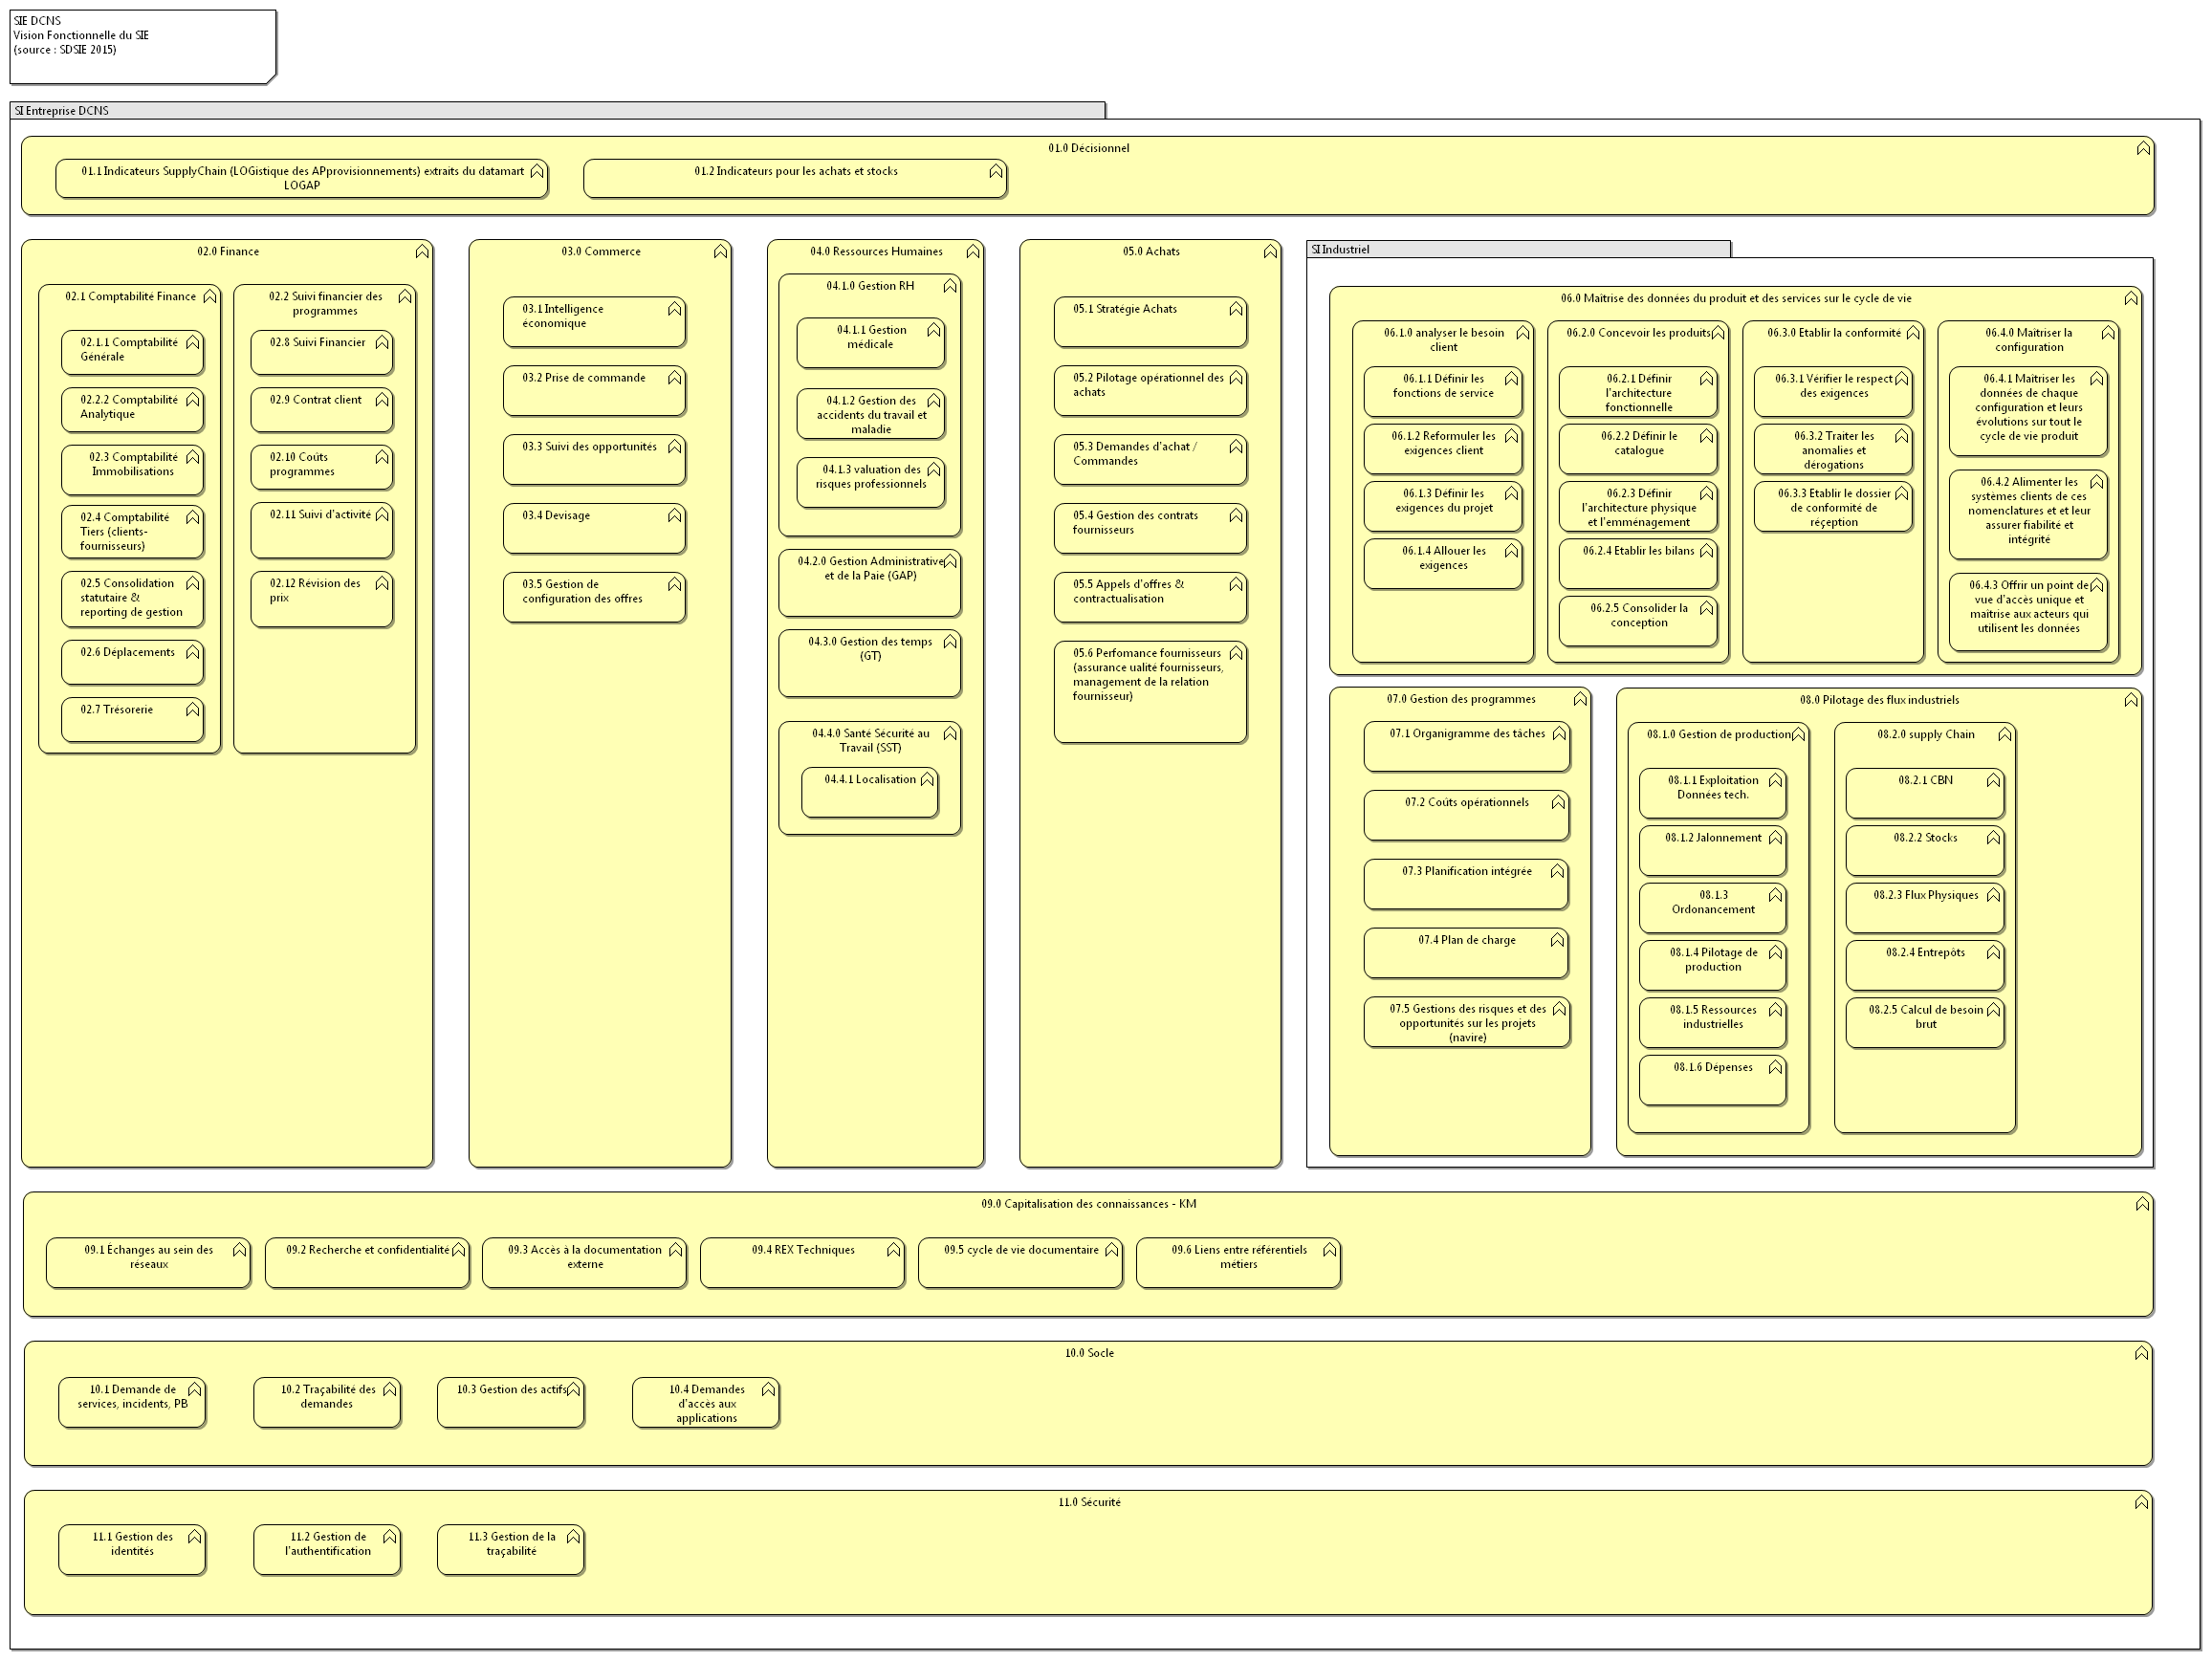 SIE DCNS
Vision Fonctionnelle du SIE
(source : SDSIE 2015)
SI Entreprise DCNS
01.0 Décisionnel
01.1 Indicateurs SupplyChain (LOGistique des APprovisionnements) extraits du datamart
LOGAP
01.2 Indicateurs pour les achats et stocks
02.0 Finance
02.1 Comptabilité Finance
02.1.1 Comptabilité
Générale
02.2.2 Comptabilité
Analytique
02.3 Comptabilité
Immobilisations
02.4 Comptabilité
Tiers (clients-
fournisseurs)
02.5 Consolidation
statutaire &
reporting de gestion
02.6 Déplacements
02.7 Trésorerie
02.2 Suivi financier des
programmes
02.8 Suivi Financier
02.9 Contrat client
02.10 Coûts
programmes
02.11 Suivi d'activité
02.12 Révision des
prix
03.0 Commerce
03.1 Intelligence
économique
03.2 Prise de commande
03.3 Suivi des opportunités
03.4 Devisage
03.5 Gestion de
configuration des offres
04.0 Ressources Humaines
04.1.0 Gestion RH
04.1.1 Gestion
médicale
04.1.2 Gestion des
accidents du travail et
maladie
04.1.3 valuation des
risques professionnels
04.2.0 Gestion Administrative
et de la Paie (GAP)
04.3.0 Gestion des temps
(GT)
04.4.0 Santé Sécurité au
Travail (SST)
04.4.1 Localisation
05.0 Achats
05.1 Stratégie Achats
05.2 Pilotage opérationnel des
achats
05.3 Demandes d'achat /
Commandes
05.4 Gestion des contrats
fournisseurs
05.5 Appels d'offres &
contractualisation
05.6 Perfomance fournisseurs
(assurance ualité fournisseurs,
management de la relation
fournisseur)
SI Industriel
06.0 Maîtrise des données du produit et des services sur le cycle de vie
06.1.0 analyser le besoin
client
06.1.1 Définir les
fonctions de service
06.1.2 Reformuler les
exigences client
06.1.3 Définir les
exigences du projet
06.1.4 Allouer les
exigences
06.2.0 Concevoir les produits
06.2.1 Définir
l'architecture
fonctionnelle
06.2.2 Définir le
catalogue
06.2.3 Définir
l'architecture physique
et l'emménagement
06.2.4 Etablir les bilans
06.2.5 Consolider la
conception
06.3.0 Etablir la conformité
06.3.1 Vérifier le respect
des exigences
06.3.2 Traiter les
anomalies et
dérogations
06.3.3 Etablir le dossier
de conformité de
réception
06.4.0 Maîtriser la
configuration
06.4.1 Maîtriser les
données de chaque
configuration et leurs
évolutions sur tout le
cycle de vie produit
06.4.2 Alimenter les
systèmes clients de ces
nomenclatures et et leur
assurer fiabilité et
intégrité
06.4.3 Offrir un point de
vue d'accès unique et
maîtrise aux acteurs qui
utilisent les données
07.0 Gestion des programmes
07.1 Organigramme des tâches
07.2 Coûts opérationnels
07.3 Planification intégrée
07.4 Plan de charge
07.5 Gestions des risques et des
opportunités sur les projets
(navire)
08.0 Pilotage des flux industriels
08.1.0 Gestion de production
08.1.1 Exploitation
Données tech.
08.1.2 Jalonnement
08.1.3
Ordonancement
08.1.4 Pilotage de
production
08.1.5 Ressources
industrielles
08.1.6 Dépenses
08.2.0 supply Chain
08.2.1 CBN
08.2.2 Stocks
08.2.3 Flux Physiques
08.2.4 Entrepôts
08.2.5 Calcul de besoin
brut
09.0 Capitalisation des connaissances - KM
09.1 Échanges au sein des
réseaux
09.2 Recherche et confidentialité
09.3 Accès à la documentation
externe
09.4 REX Techniques
09.5 cycle de vie documentaire
09.6 Liens entre référentiels
métiers
10.0 Socle
10.1 Demande de
services, incidents, PB
10.2 Traçabilité des
demandes
10.3 Gestion des actifs
10.4 Demandes
d'accès aux
applications
11.0 Sécurité
11.1 Gestion des
identités
11.2 Gestion de
l'authentification
11.3 Gestion de la
traçabilité